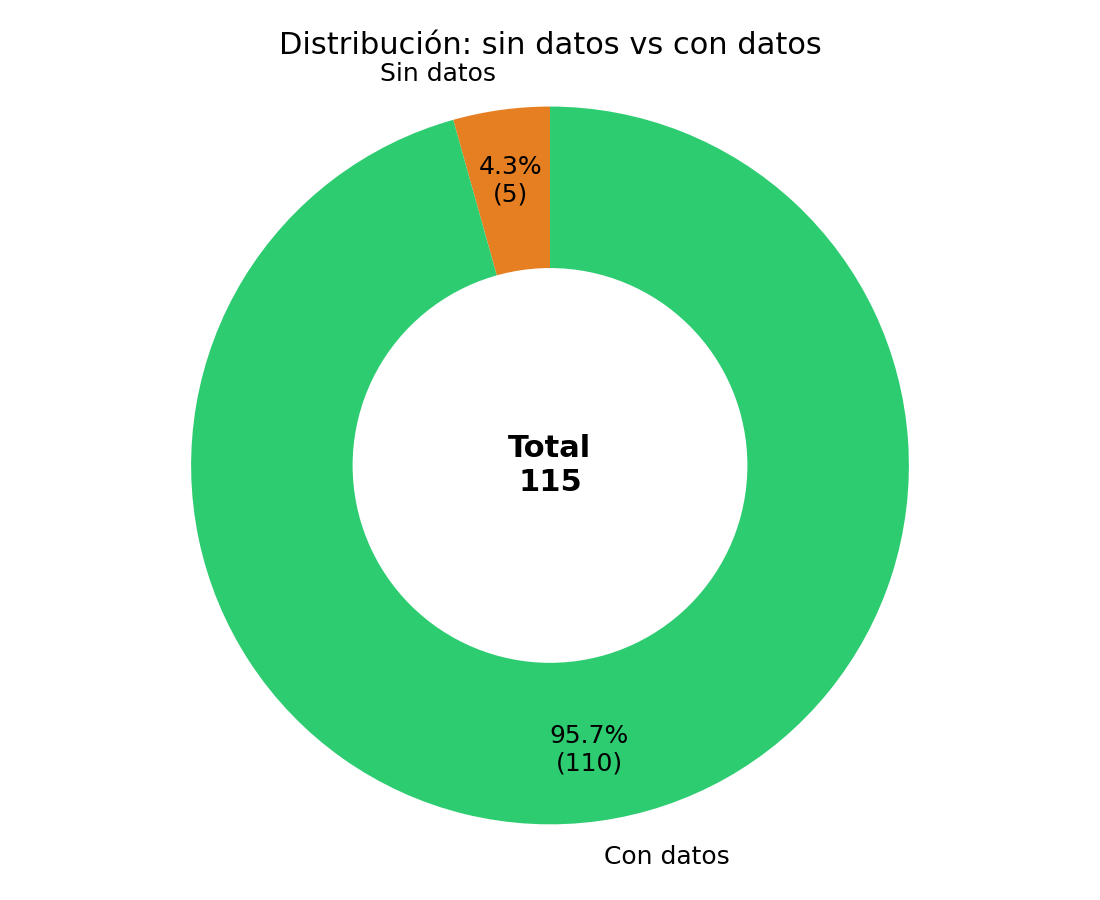 Distribución: sin datos vs con datos
Sin datos
4.3%
(5)
Total
115
95.7%
(110)
Con datos